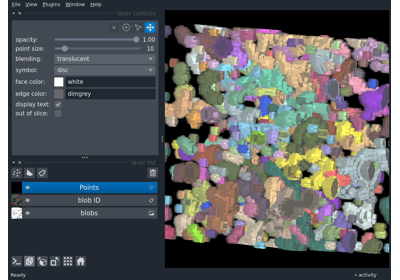 File View Plugins Window Help
layer controls
opacity: 1.00
point size: 10
blending: translucent
symbol: disc
face color: white
edge color: dimgrey
display text:
out of slice:
layer list
Points
blob ID
blobs
Ready
activity